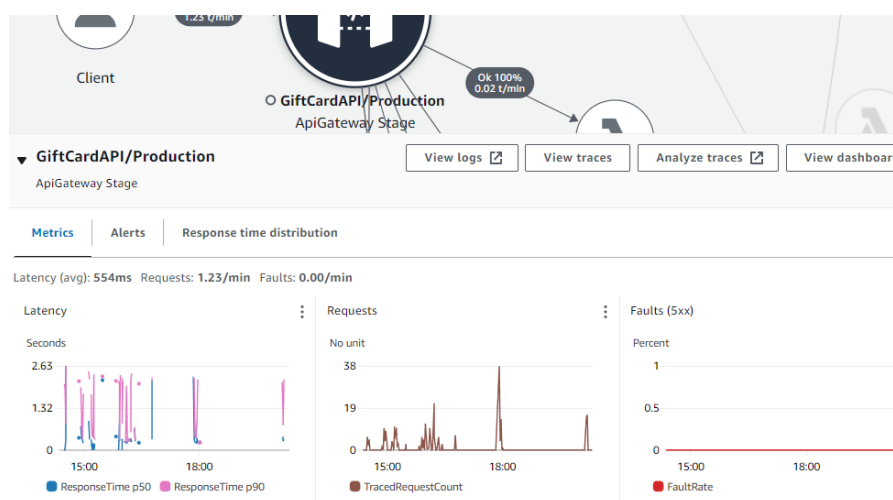 1.23 t/min
Client
Ok 100%
0.02 t/min
GiftCardAPI/Production
ApiGateway Stage
GiftCardAPI/Production
View logs
View traces
Analyze traces
View dashboar
ApiGateway Stage
Metrics
Alerts
Response time distribution
Latency (avg): 554ms Requests: 1.23/min Faults: 0.00/min
Latency
Requests
Faults (5xx)
Seconds
No unit
Percent
2.63
1.32
0
15:00
18:00
ResponseTime p50
ResponseTime p90
38
19
0
15:00
18:00
TracedRequestCount
1
0.5
0
15:00
18:00
FaultRate